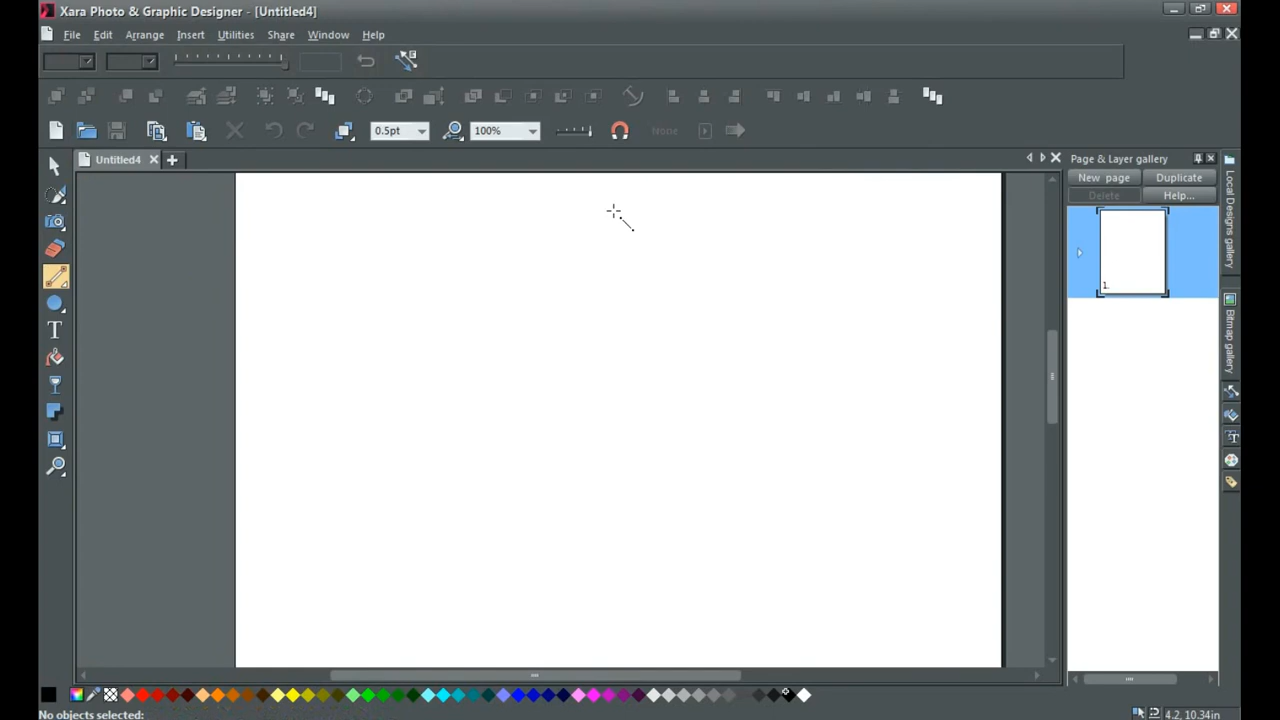 Xara Photo & Graphic Designer - [Untitled4]
File Edit Arrange Insert Utilities Share Window Help
0.5pt 100% None
Untitled4
Page & Layer gallery
New page Duplicate
Delete Help...
1.
Local Designs gallery
Bitmap gallery
T
No objects selected:
4.2, 10.34in